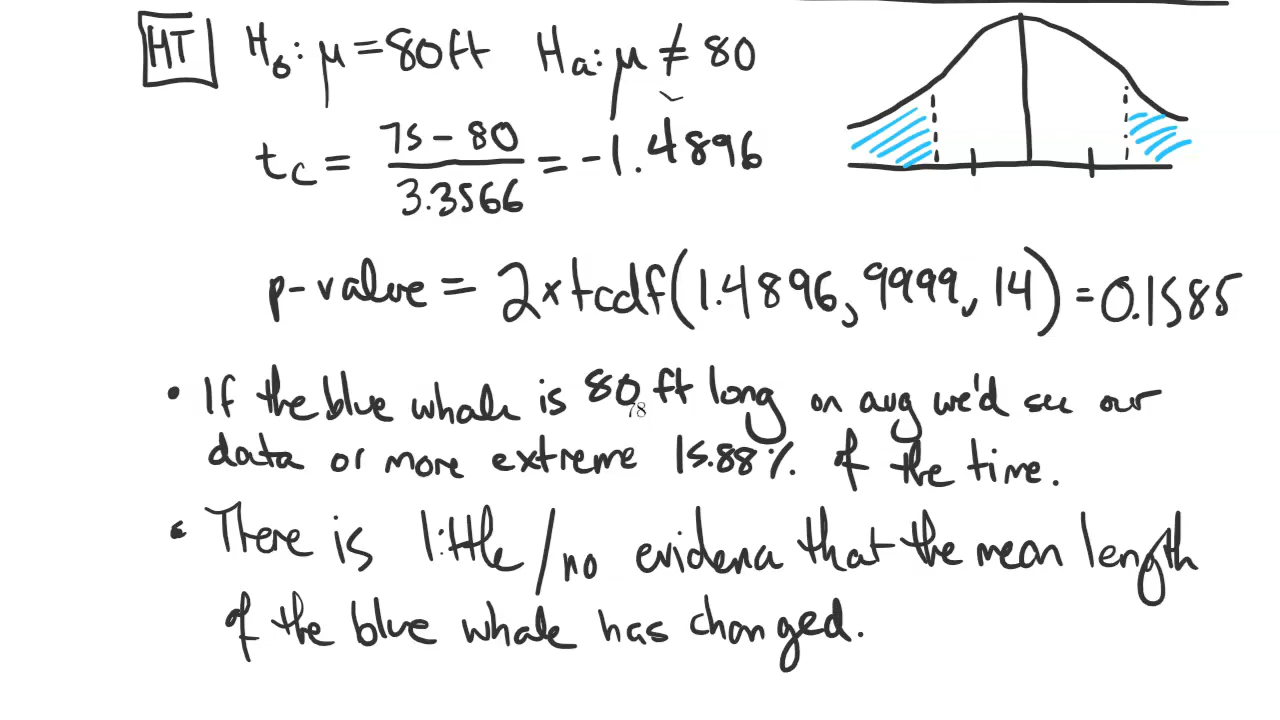 HT H₀: μ = 80ft Ha: μ ≠ 80
tc = (75 - 80) / 3.3566 = -1.4896
p-value = 2 × tcdf(1.4896, 9999, 14) = 0.1585
• If the blue whale is 80 ft long on avg we'd see our
78
data or more extreme 15.88% of the time.
• There is little/no evidence that the mean length
of the blue whale has changed.